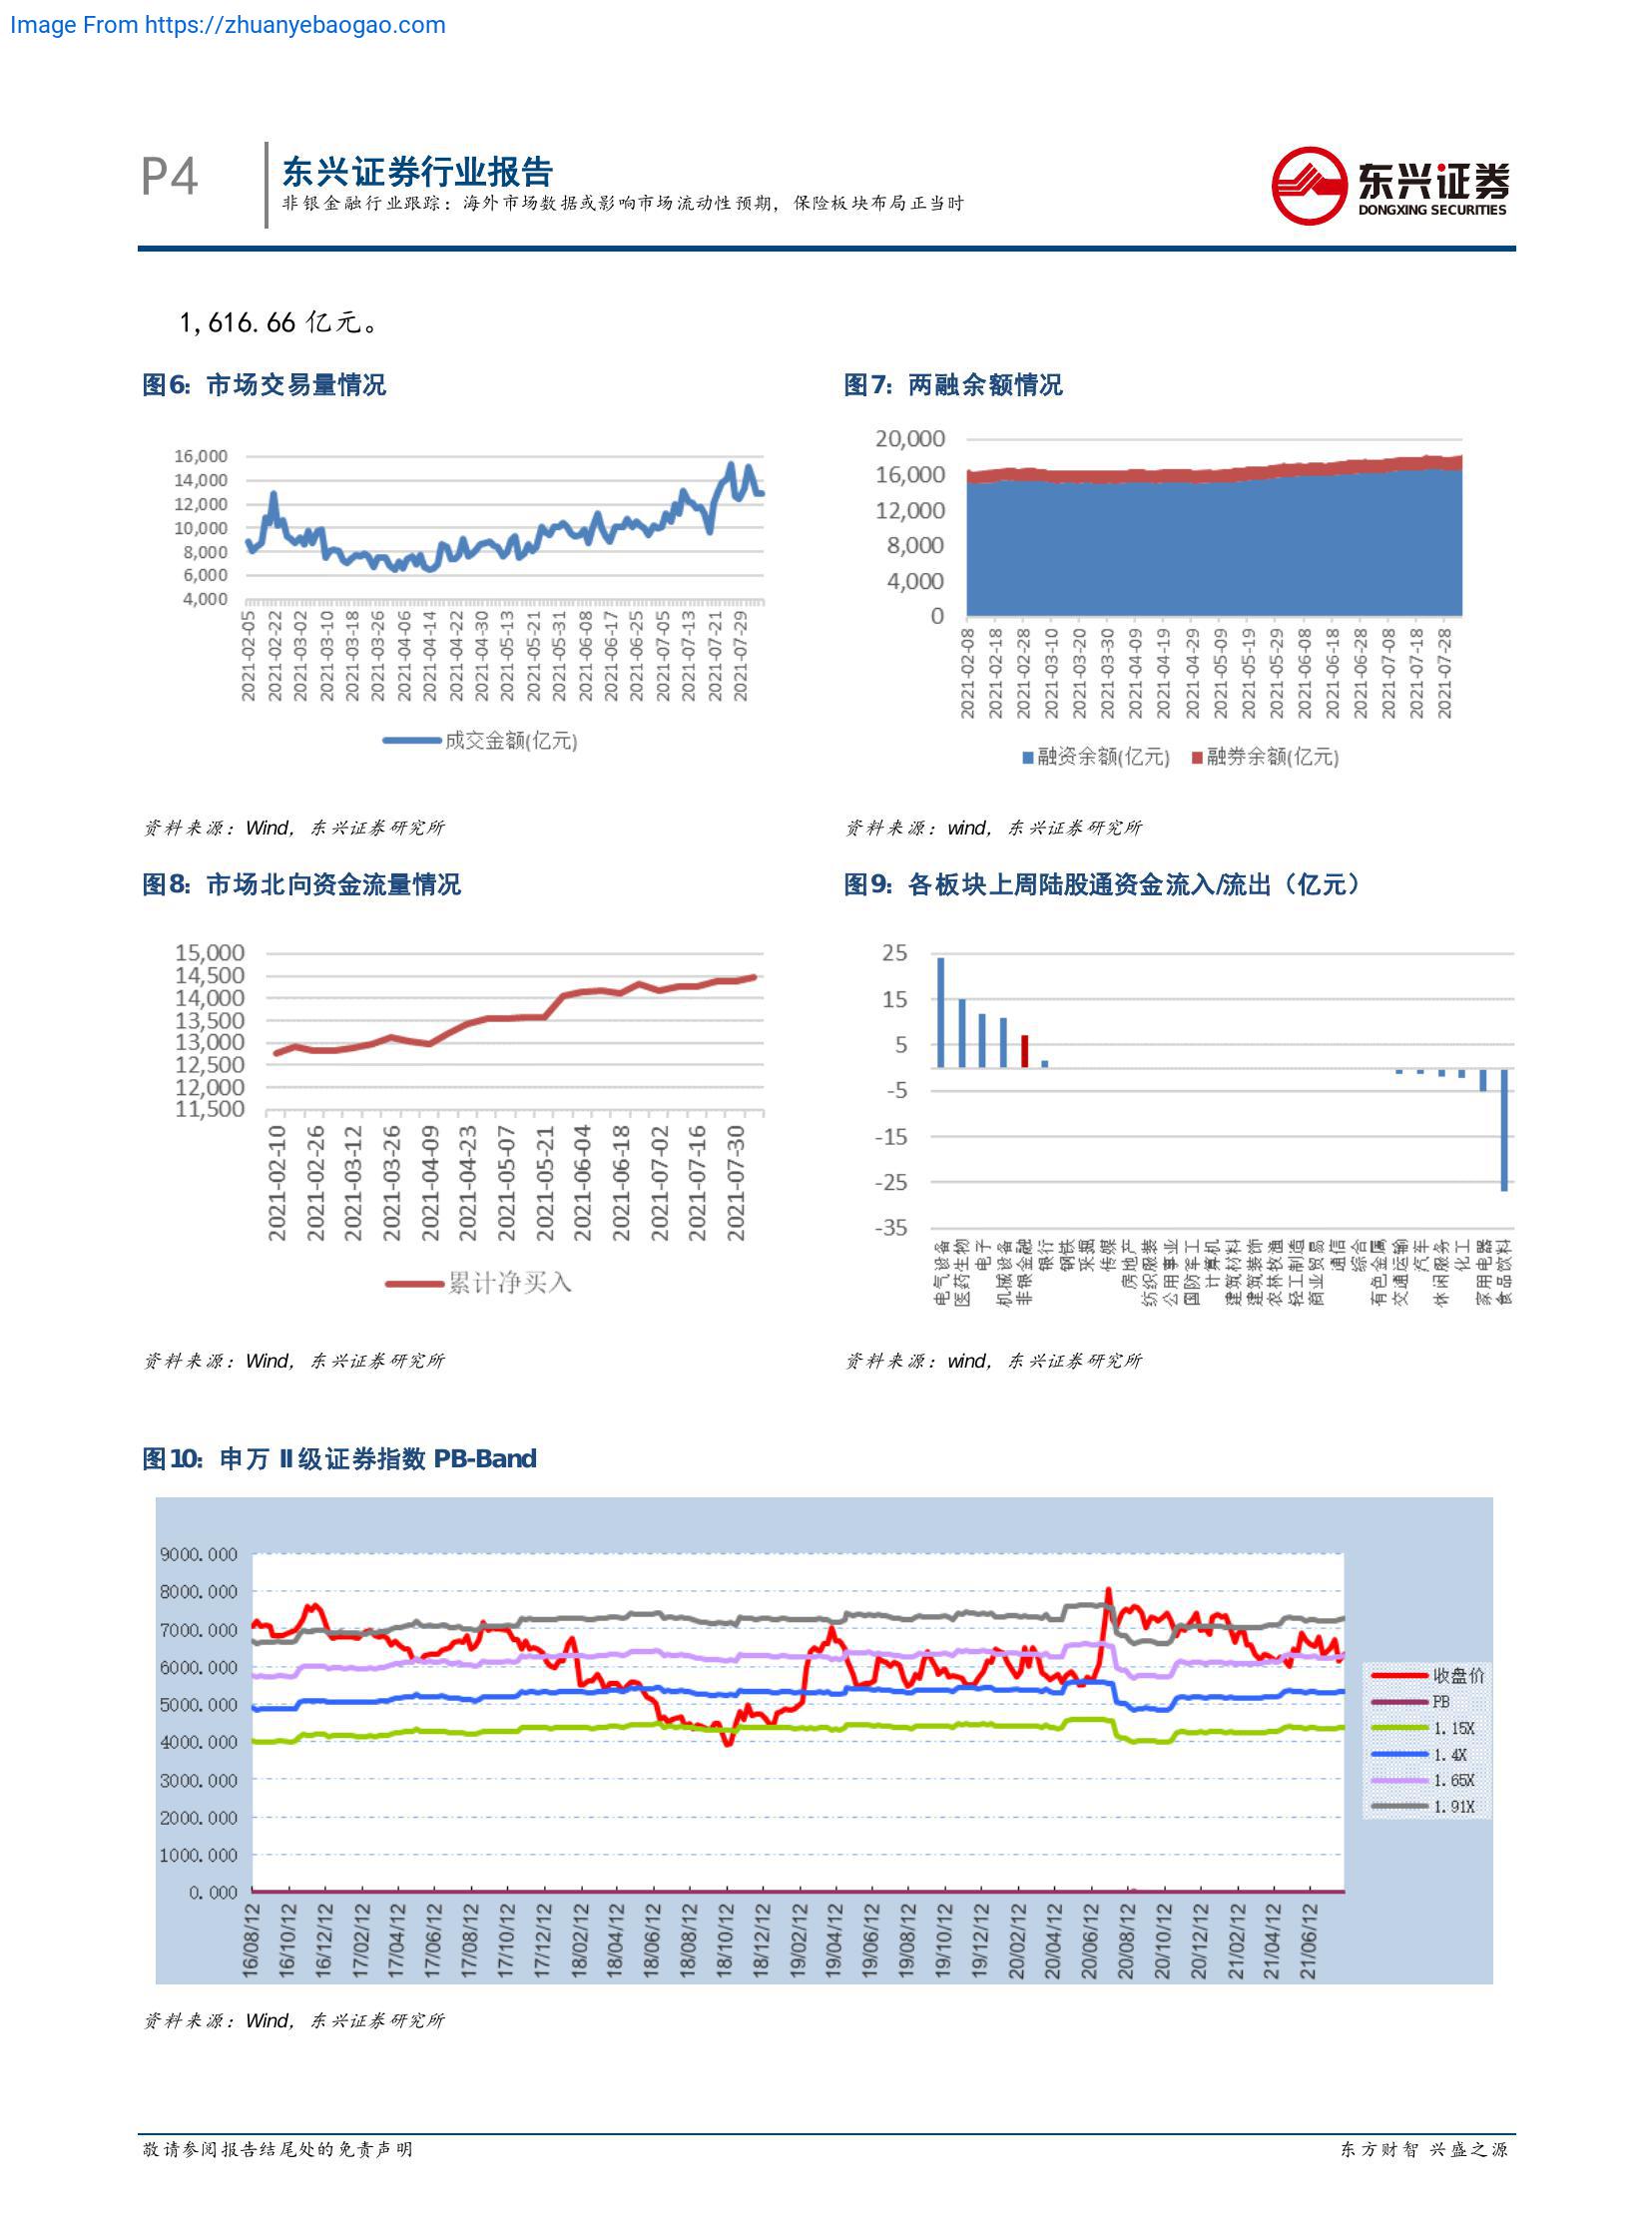 Image From https://zhuanyebaogao.com
P4
东兴证券行业报告
非银金融行业跟踪：海外市场数据或影响市场流动性预期，保险板块布局正当时
东兴证券
DONGXING SECURITIES
1,616.66 亿元。
图6：市场交易量情况
16,000
14,000
12,000
10,000
8,000
6,000
4,000
2021-02-05
2021-02-22
2021-03-02
2021-03-10
2021-03-18
2021-03-26
2021-04-06
2021-04-14
2021-04-22
2021-04-30
2021-05-13
2021-05-21
2021-05-31
2021-06-08
2021-06-17
2021-06-25
2021-07-05
2021-07-13
2021-07-21
2021-07-29
成交金额(亿元)
资料来源：Wind，东兴证券研究所
图7：两融余额情况
20,000
16,000
12,000
8,000
4,000
0
2021-02-08
2021-02-18
2021-02-28
2021-03-10
2021-03-20
2021-03-30
2021-04-09
2021-04-19
2021-04-29
2021-05-09
2021-05-19
2021-05-29
2021-06-08
2021-06-18
2021-06-28
2021-07-08
2021-07-18
2021-07-28
融资余额(亿元) 融券余额(亿元)
资料来源：wind，东兴证券研究所
图8：市场北向资金流量情况
15,000
14,500
14,000
13,500
13,000
12,500
12,000
11,500
2021-02-10
2021-02-26
2021-03-12
2021-03-26
2021-04-09
2021-04-23
2021-05-07
2021-05-21
2021-06-04
2021-06-18
2021-07-02
2021-07-16
2021-07-30
累计净买入
资料来源：Wind，东兴证券研究所
图9：各板块上周陆股通资金流入/流出（亿元）
25
15
5
-5
-15
-25
-35
电气设备
医药生物
电子
机械设备
非银金融
银行
钢铁
采掘
传媒
房地产
纺织服装
公用事业
国防军工
计算机
建筑材料
建筑装饰
农林牧渔
轻工制造
商业贸易
通信
综合
有色金属
交通运输
汽车
休闲服务
化工
家用电器
食品饮料
资料来源：wind，东兴证券研究所
图10：申万 II 级证券指数 PB-Band
9000.000
8000.000
7000.000
6000.000
5000.000
4000.000
3000.000
2000.000
1000.000
0.000
16/08/12
16/10/12
16/12/12
17/02/12
17/04/12
17/06/12
17/08/12
17/10/12
17/12/12
18/02/12
18/04/12
18/06/12
18/08/12
18/10/12
18/12/12
19/02/12
19/04/12
19/06/12
19/08/12
19/10/12
19/12/12
20/02/12
20/04/12
20/06/12
20/08/12
20/10/12
20/12/12
21/02/12
21/04/12
21/06/12
收盘价
PB
1.15X
1.4X
1.65X
1.91X
资料来源：Wind，东兴证券研究所
敬请参阅报告结尾处的免责声明
东方财智 兴盛之源